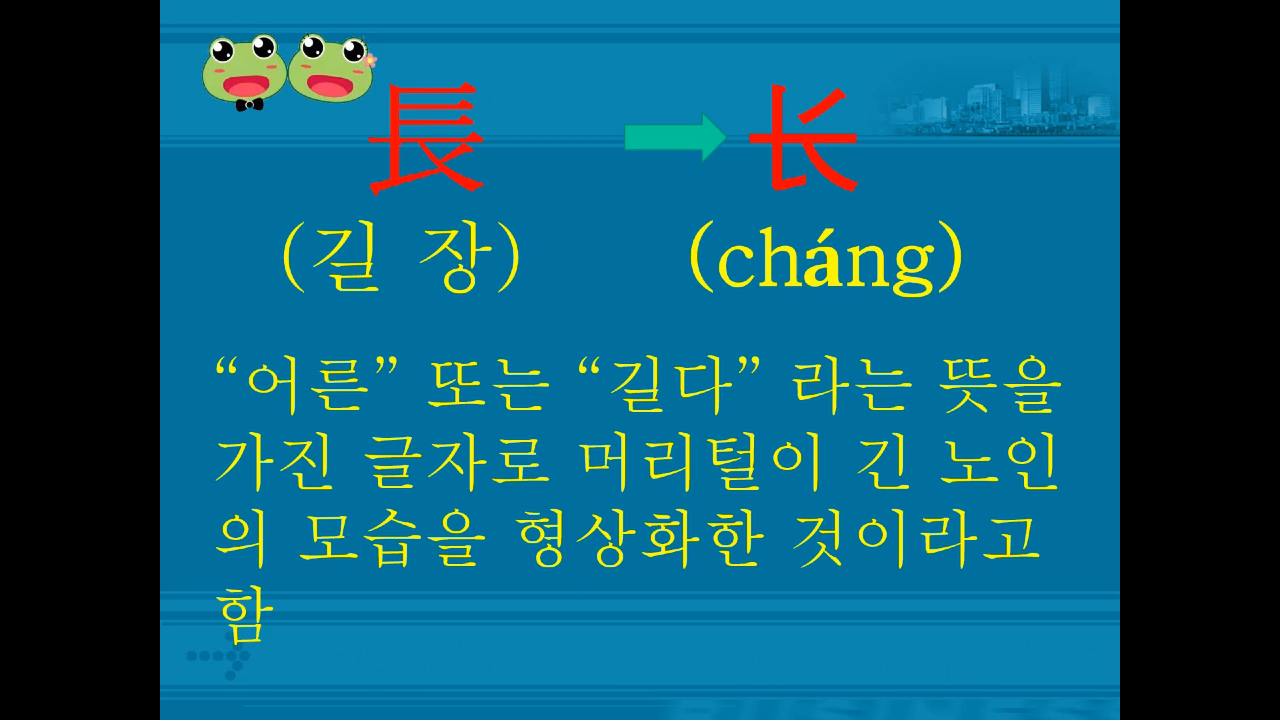 長 长
(길 장) (cháng)
“어른” 또는 “길다” 라는 뜻을
가진 글자로 머리털이 긴 노인
의 모습을 형상화한 것이라고
함